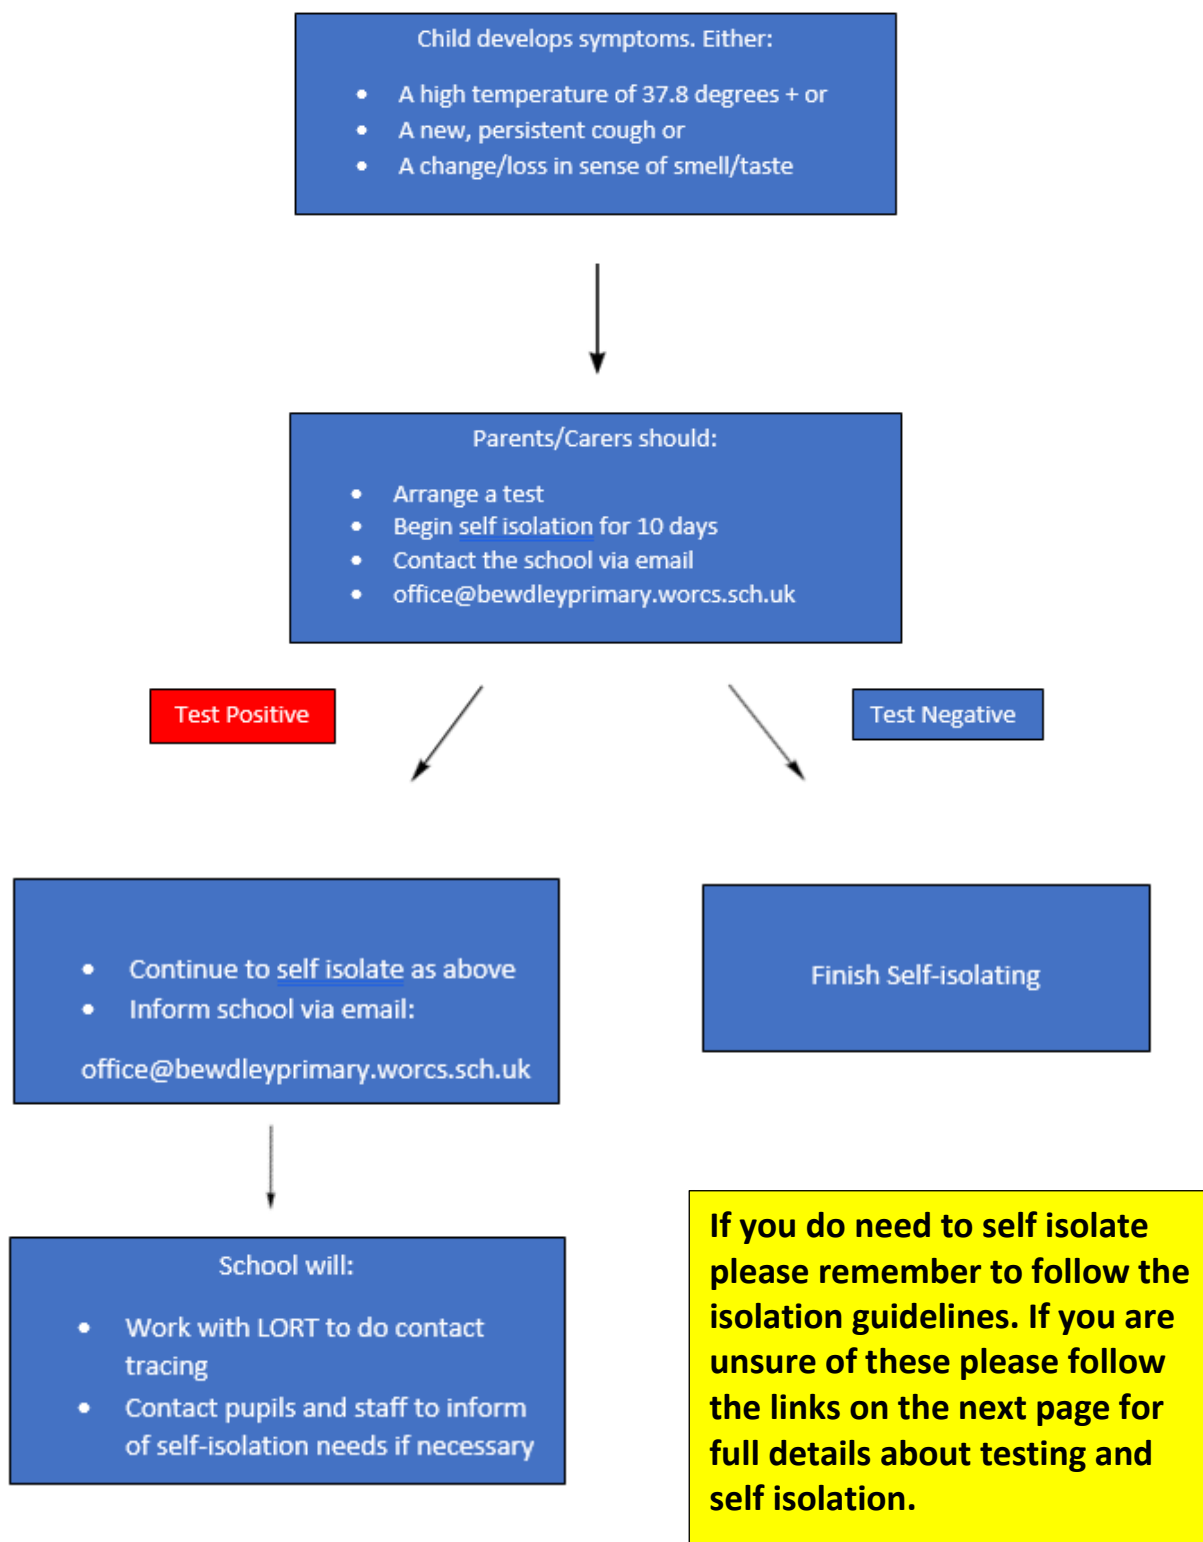 Child develops symptoms. Either:
• A high temperature of 37.8 degrees + or
• A new, persistent cough or
• A change/loss in sense of smell/taste
Parents/Carers should:
• Arrange a test
• Begin self isolation for 10 days
• Contact the school via email
• office@bewdleyprimary.worcs.sch.uk
Test Positive
Test Negative
• Continue to self isolate as above
• Inform school via email:
office@bewdleyprimary.worcs.sch.uk
Finish Self-isolating
School will:
• Work with LORT to do contact
tracing
• Contact pupils and staff to inform
of self-isolation needs if necessary
If you do need to self isolate
please remember to follow the
isolation guidelines. If you are
unsure of these please follow
the links on the next page for
full details about testing and
self isolation.